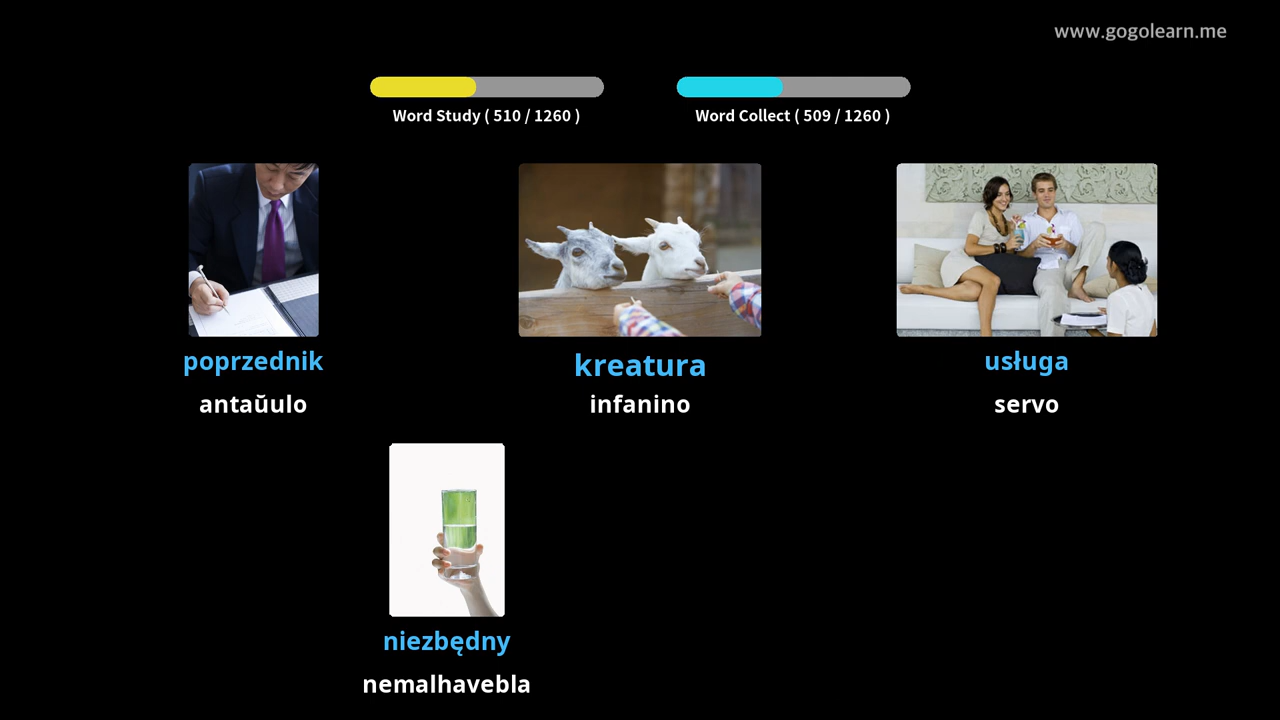 www.gogolearn.me
Word Study ( 510 / 1260 )
Word Collect ( 509 / 1260 )
poprzednik
antaŭulo
kreatura
infanino
usługa
servo
niezbędny
nemalhavebla